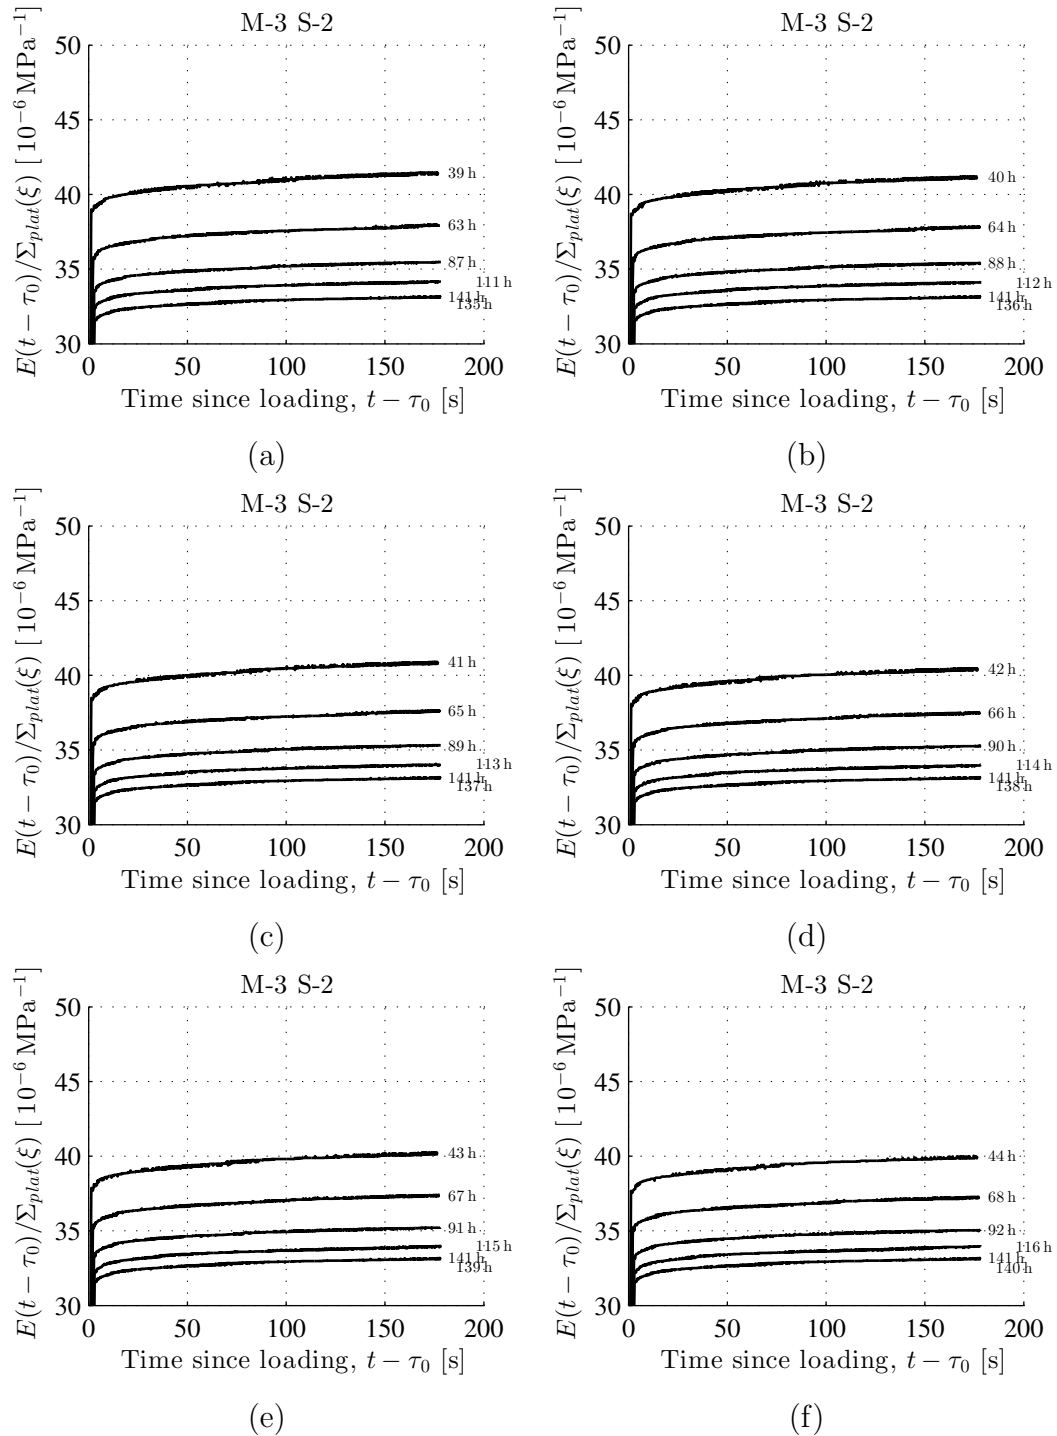 M-3 S-2
E(t − τ₀)/Σ_plat(ξ) [10⁻⁶ MPa⁻¹]
50
45
40
35
30
39 h
63 h
87 h
111 h
141 h
135 h
0 50 100 150 200
Time since loading, t − τ₀ [s]
(a)
M-3 S-2
E(t − τ₀)/Σ_plat(ξ) [10⁻⁶ MPa⁻¹]
50
45
40
35
30
40 h
64 h
88 h
112 h
141 h
136 h
0 50 100 150 200
Time since loading, t − τ₀ [s]
(b)
M-3 S-2
E(t − τ₀)/Σ_plat(ξ) [10⁻⁶ MPa⁻¹]
50
45
40
35
30
41 h
65 h
89 h
113 h
141 h
137 h
0 50 100 150 200
Time since loading, t − τ₀ [s]
(c)
M-3 S-2
E(t − τ₀)/Σ_plat(ξ) [10⁻⁶ MPa⁻¹]
50
45
40
35
30
42 h
66 h
90 h
114 h
141 h
138 h
0 50 100 150 200
Time since loading, t − τ₀ [s]
(d)
M-3 S-2
E(t − τ₀)/Σ_plat(ξ) [10⁻⁶ MPa⁻¹]
50
45
40
35
30
43 h
67 h
91 h
115 h
141 h
139 h
0 50 100 150 200
Time since loading, t − τ₀ [s]
(e)
M-3 S-2
E(t − τ₀)/Σ_plat(ξ) [10⁻⁶ MPa⁻¹]
50
45
40
35
30
44 h
68 h
92 h
116 h
141 h
140 h
0 50 100 150 200
Time since loading, t − τ₀ [s]
(f)